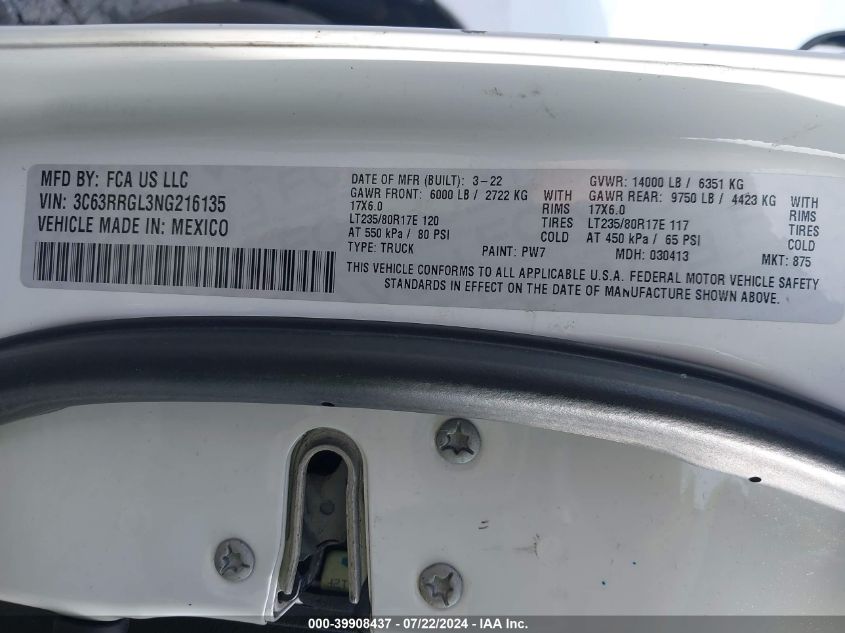 MFD BY: FCA US LLC
VIN: 3C63RRGL3NG216135
VEHICLE MADE IN: MEXICO
DATE OF MFR (BUILT): 3-22
GAWR FRONT: 6000 LB / 2722 KG WITH
17X6.0 RIMS
LT235/80R17E 120 TIRES
AT 550 kPa / 80 PSI COLD
TYPE: TRUCK PAINT: PW7
GVWR: 14000 LB / 6351 KG
GAWR REAR: 9750 LB / 4423 KG WITH
17X6.0 RIMS
LT235/80R17E 117 TIRES
AT 450 kPa / 65 PSI COLD
MDH: 030413 MKT: 875
THIS VEHICLE CONFORMS TO ALL APPLICABLE U.S.A. FEDERAL MOTOR VEHICLE SAFETY
STANDARDS IN EFFECT ON THE DATE OF MANUFACTURE SHOWN ABOVE.
000-39908437 - 07/22/2024 - IAA Inc.